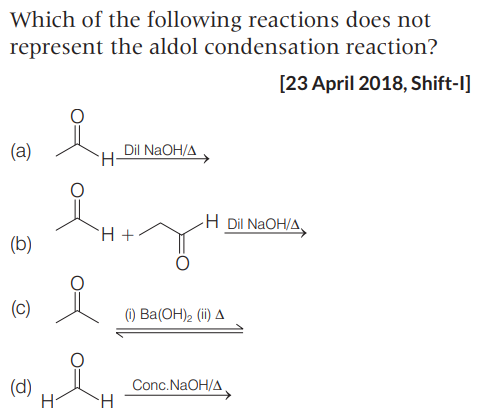 Which of the following reactions does not
represent the aldol condensation reaction?
[23 April 2018, Shift-I]
O
(a) H Dil NaOH/Δ
O
(b) H + H Dil NaOH/Δ
O
O
(c) (i) Ba(OH)₂ (ii) Δ
O
(d) H H Conc.NaOH/Δ